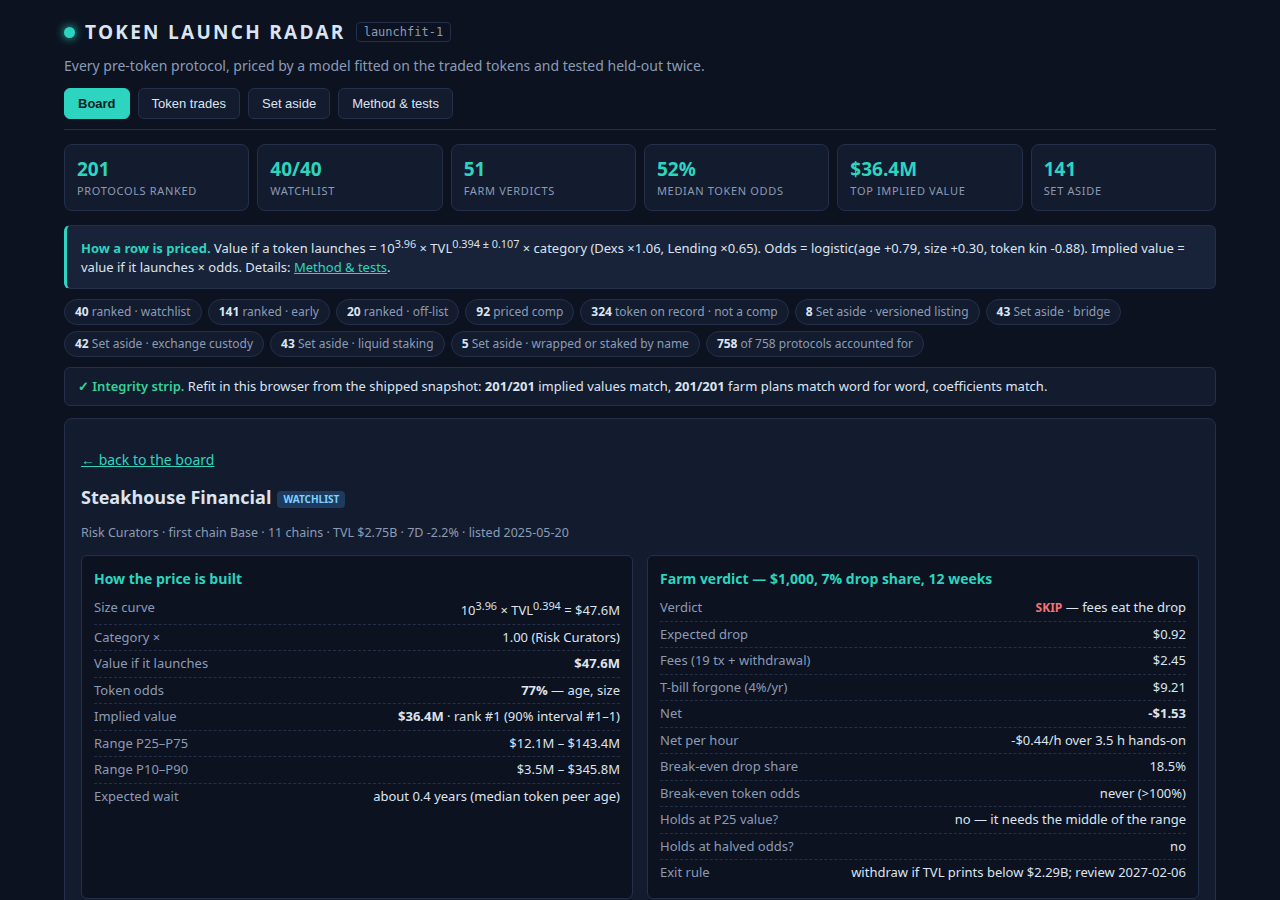 TOKEN LAUNCH RADAR launchfit-1
Every pre-token protocol, priced by a model fitted on the traded tokens and tested held-out twice.
Board Token trades Set aside Method & tests
201 40/40 51 52% $36.4M 141
PROTOCOLS RANKED WATCHLIST FARM VERDICTS MEDIAN TOKEN ODDS TOP IMPLIED VALUE SET ASIDE
How a row is priced. Value if a token launches = 10^3.96 × TVL^0.394 ± 0.107 × category (Dexs ×1.06, Lending ×0.65). Odds = logistic(age +0.79, size +0.30, token kin -0.88). Implied value =
value if it launches × odds. Details: Method & tests.
40 ranked · watchlist 141 ranked · early 20 ranked · off-list 92 priced comp 324 token on record · not a comp 8 Set aside · versioned listing 43 Set aside · bridge
42 Set aside · exchange custody 43 Set aside · liquid staking 5 Set aside · wrapped or staked by name 758 of 758 protocols accounted for
✓ Integrity strip. Refit in this browser from the shipped snapshot: 201/201 implied values match, 201/201 farm plans match word for word, coefficients match.
← back to the board
Steakhouse Financial WATCHLIST
Risk Curators · first chain Base · 11 chains · TVL $2.75B · 7D -2.2% · listed 2025-05-20
How the price is built
Size curve 10^3.96 × TVL^0.394 = $47.6M
Category × 1.00 (Risk Curators)
Value if it launches $47.6M
Token odds 77% — age, size
Implied value $36.4M · rank #1 (90% interval #1–1)
Range P25–P75 $12.1M – $143.4M
Range P10–P90 $3.5M – $345.8M
Expected wait about 0.4 years (median token peer age)
Farm verdict — $1,000, 7% drop share, 12 weeks
Verdict SKIP — fees eat the drop
Expected drop $0.92
Fees (19 tx + withdrawal) $2.45
T-bill forgone (4%/yr) $9.21
Net -$1.53
Net per hour -$0.44/h over 3.5 h hands-on
Break-even drop share 18.5%
Break-even token odds never (>100%)
Holds at P25 value? no — it needs the middle of the range
Holds at halved odds? no
Exit rule withdraw if TVL prints below $2.29B; review 2027-02-06